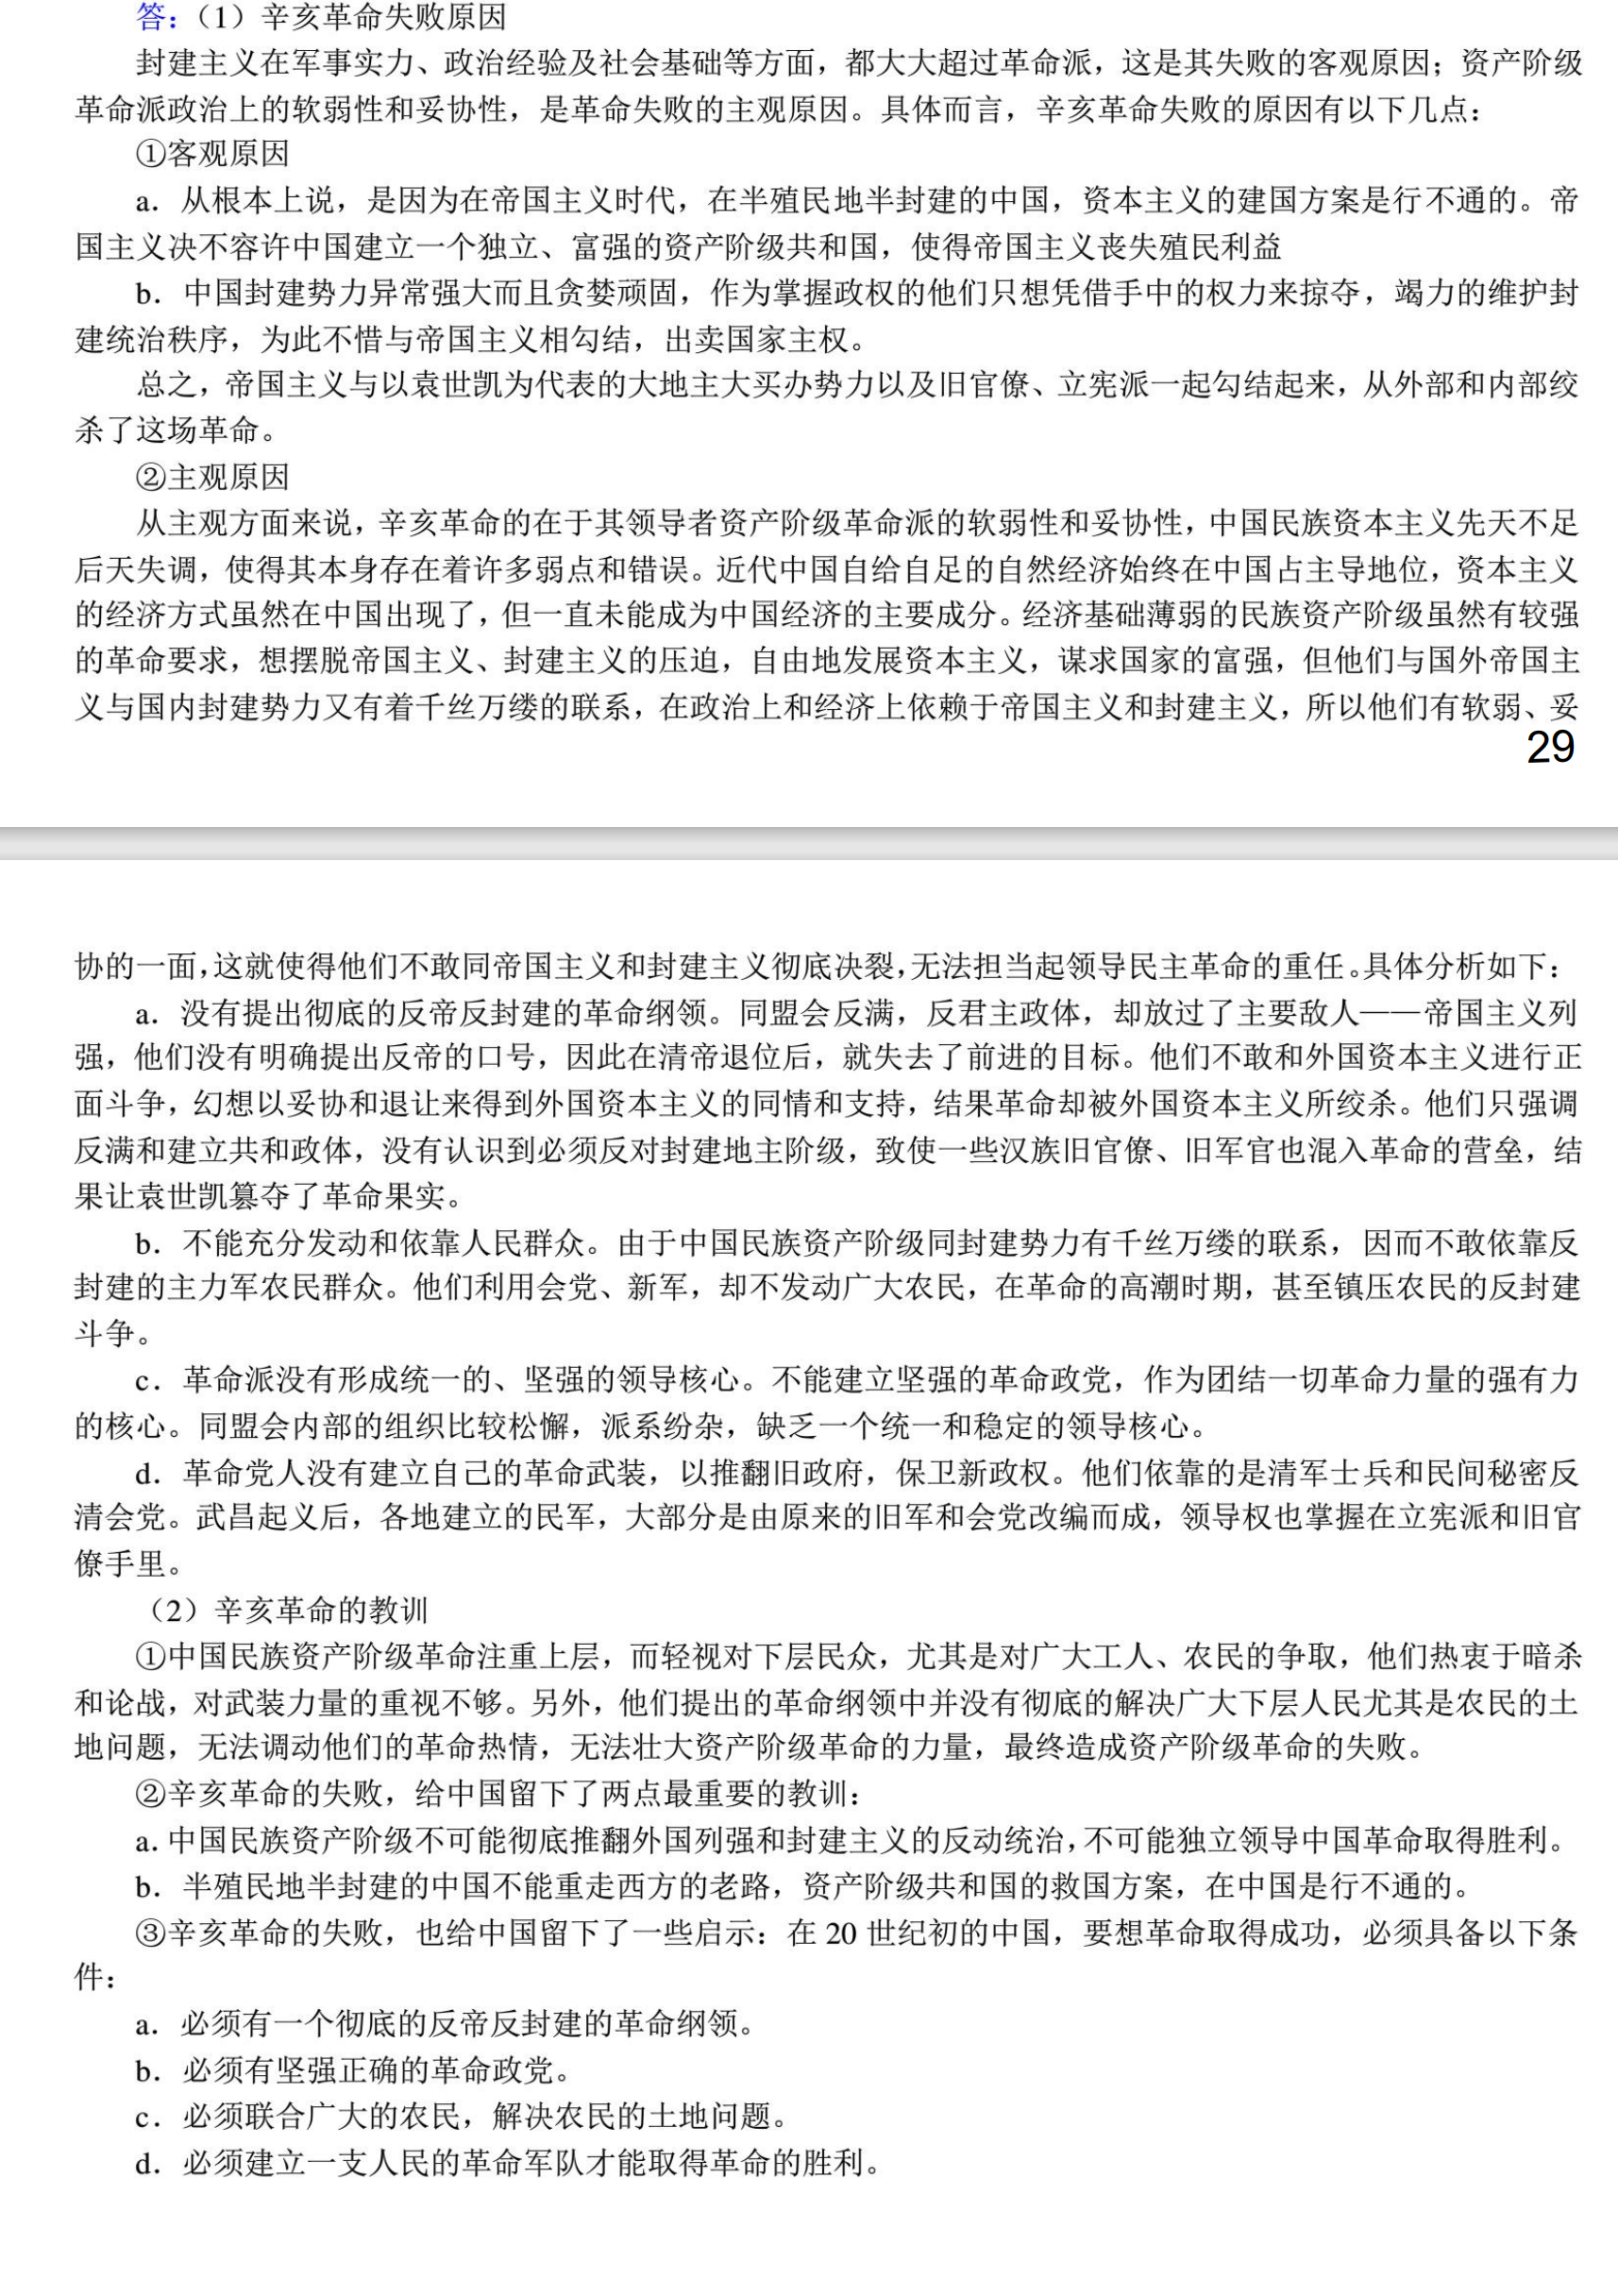 答：（1）辛亥革命失败原因
封建主义在军事实力、政治经验及社会基础等方面，都大大超过革命派，这是其失败的客观原因；资产阶级
革命派政治上的软弱性和妥协性，是革命失败的主观原因。具体而言，辛亥革命失败的原因有以下几点：
①客观原因
a．从根本上说，是因为在帝国主义时代，在半殖民地半封建的中国，资本主义的建国方案是行不通的。帝
国主义决不容许中国建立一个独立、富强的资产阶级共和国，使得帝国主义丧失殖民利益
b．中国封建势力异常强大而且贪婪顽固，作为掌握政权的他们只想凭借手中的权力来掠夺，竭力的维护封
建统治秩序，为此不惜与帝国主义相勾结，出卖国家主权。
总之，帝国主义与以袁世凯为代表的大地主大买办势力以及旧官僚、立宪派一起勾结起来，从外部和内部绞
杀了这场革命。
②主观原因
从主观方面来说，辛亥革命的在于其领导者资产阶级革命派的软弱性和妥协性，中国民族资本主义先天不足
后天失调，使得其本身存在着许多弱点和错误。近代中国自给自足的自然经济始终在中国占主导地位，资本主义
的经济方式虽然在中国出现了，但一直未能成为中国经济的主要成分。经济基础薄弱的民族资产阶级虽然有较强
的革命要求，想摆脱帝国主义、封建主义的压迫，自由地发展资本主义，谋求国家的富强，但他们与国外帝国主
义与国内封建势力又有着千丝万缕的联系，在政治上和经济上依赖于帝国主义和封建主义，所以他们有软弱、妥
29
协的一面，这就使得他们不敢同帝国主义和封建主义彻底决裂，无法担当起领导民主革命的重任。具体分析如下：
a．没有提出彻底的反帝反封建的革命纲领。同盟会反满，反君主政体，却放过了主要敌人——帝国主义列
强，他们没有明确提出反帝的口号，因此在清帝退位后，就失去了前进的目标。他们不敢和外国资本主义进行正
面斗争，幻想以妥协和退让来得到外国资本主义的同情和支持，结果革命却被外国资本主义所绞杀。他们只强调
反满和建立共和政体，没有认识到必须反对封建地主阶级，致使一些汉族旧官僚、旧军官也混入革命的营垒，结
果让袁世凯篡夺了革命果实。
b．不能充分发动和依靠人民群众。由于中国民族资产阶级同封建势力有千丝万缕的联系，因而不敢依靠反
封建的主力军农民群众。他们利用会党、新军，却不发动广大农民，在革命的高潮时期，甚至镇压农民的反封建
斗争。
c．革命派没有形成统一的、坚强的领导核心。不能建立坚强的革命政党，作为团结一切革命力量的强有力
的核心。同盟会内部的组织比较松懈，派系纷杂，缺乏一个统一和稳定的领导核心。
d．革命党人没有建立自己的革命武装，以推翻旧政府，保卫新政权。他们依靠的是清军士兵和民间秘密反
清会党。武昌起义后，各地建立的民军，大部分是由原来的旧军和会党改编而成，领导权也掌握在立宪派和旧官
僚手里。
（2）辛亥革命的教训
①中国民族资产阶级革命注重上层，而轻视对下层民众，尤其是对广大工人、农民的争取，他们热衷于暗杀
和论战，对武装力量的重视不够。另外，他们提出的革命纲领中并没有彻底的解决广大下层人民尤其是农民的土
地问题，无法调动他们的革命热情，无法壮大资产阶级革命的力量，最终造成资产阶级革命的失败。
②辛亥革命的失败，给中国留下了两点最重要的教训：
a．中国民族资产阶级不可能彻底推翻外国列强和封建主义的反动统治，不可能独立领导中国革命取得胜利。
b．半殖民地半封建的中国不能重走西方的老路，资产阶级共和国的救国方案，在中国是行不通的。
③辛亥革命的失败，也给中国留下了一些启示：在 20 世纪初的中国，要想革命取得成功，必须具备以下条
件：
a．必须有一个彻底的反帝反封建的革命纲领。
b．必须有坚强正确的革命政党。
c．必须联合广大的农民，解决农民的土地问题。
d．必须建立一支人民的革命军队才能取得革命的胜利。